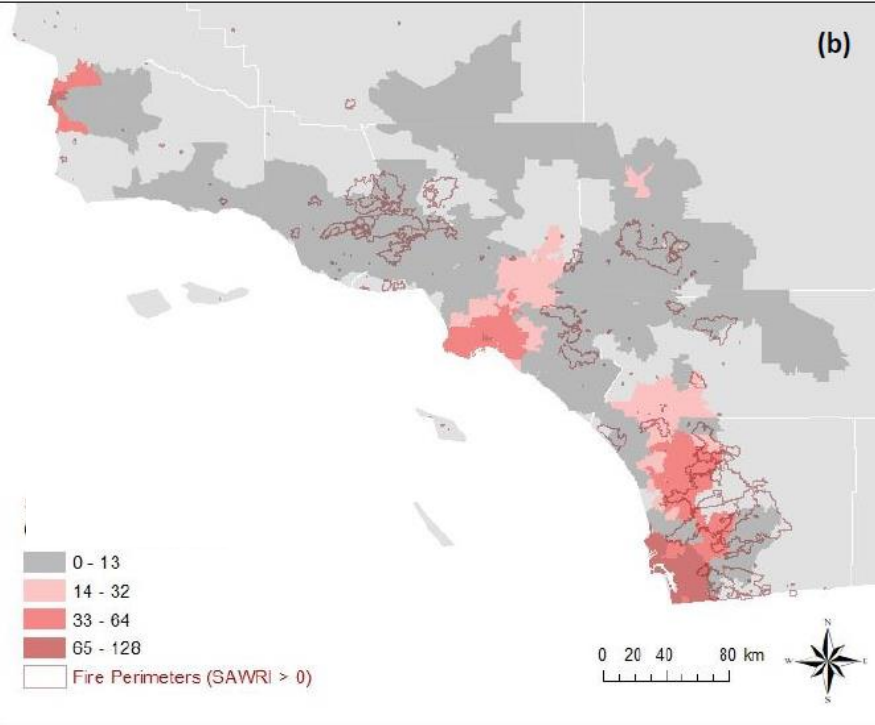 (b)
0 - 13
14 - 32
33 - 64
65 - 128
Fire Perimeters (SAWRI > 0)
0 20 40 80 km
N
W E
S